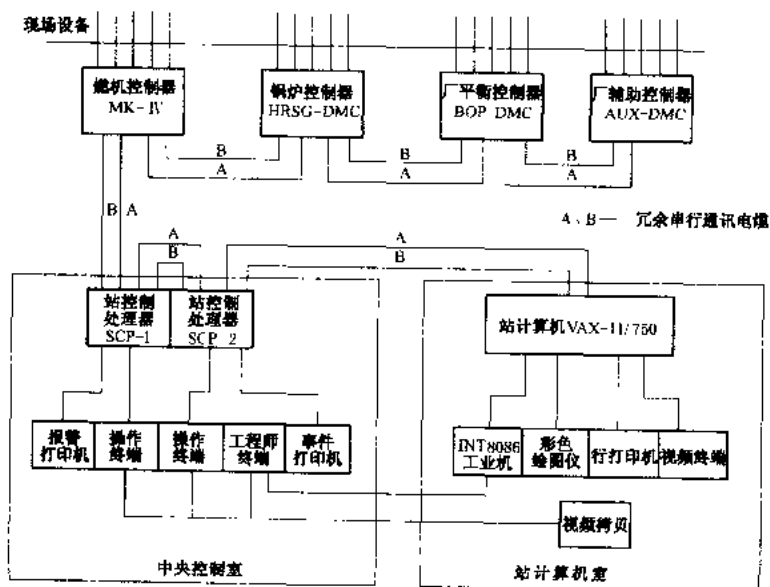 现场设备
燃机控制器
MK-Ⅳ
锅炉控制器
HRSG-DMC
厂平衡控制器
BOP DMC
厂辅助控制器
AUX-DMC
B
A
B
A
B
A
B A
A、B— 冗余串行通讯电缆
A
B
A
B
站控制
处理器
SCP-1
站控制
处理器
SCP 2
站计算机VAX-11/750
报警
打印机
操作
终端
操作
终端
工程师
终端
事件
打印机
INT8086
工业机
彩色
绘图仪
行打印机
视频终端
视频拷贝
中央控制室
站计算机室